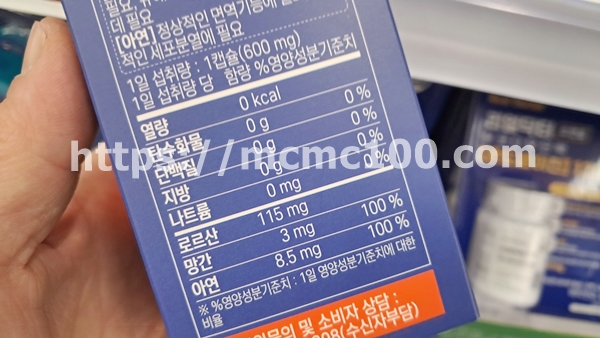 더 필요
[아연] 정상적인 면역기능에 필요
적인 세포분열에 필요
1일 섭취량 : 1캡슐(600 mg)
1일 섭취량 당 함량 %영양성분기준치
열량 0 kcal
탄수화물 0 g 0 %
단백질 0 g 0 %
지방 0 g 0 %
나트륨 0 mg 0 %
로르산 115 mg
망간 3 mg 100 %
아연 8.5 mg 100 %
※ %영양성분기준치 : 1일 영양성분기준치에 대한
비율
문의 및 소비자 상담 :
(수신자부담)
https://mcmc100.com